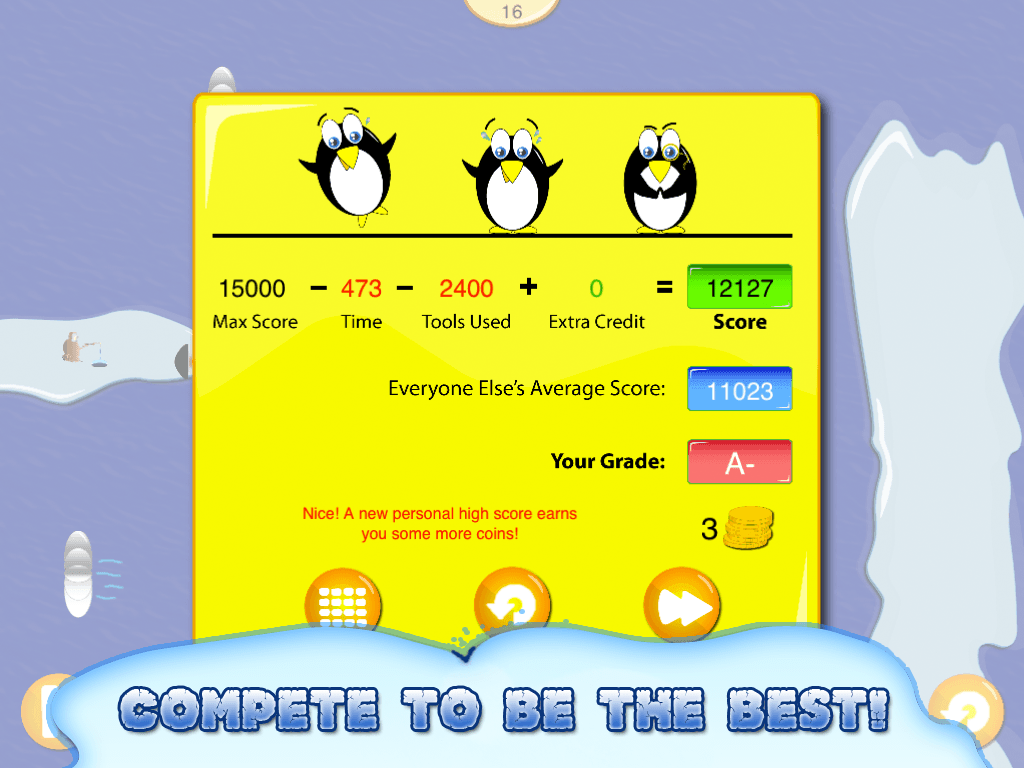 16
15000 – 473 – 2400 + 0 = 12127
Max Score Time Tools Used Extra Credit Score
Everyone Else's Average Score: 11023
Your Grade: A-
Nice! A new personal high score earns
you some more coins!
3
COMPETE TO BE THE BEST!